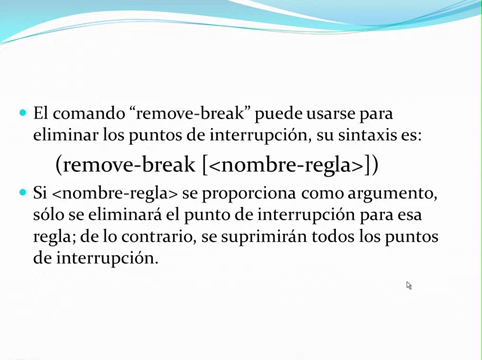 El comando “remove-break” puede usarse para
eliminar los puntos de interrupción, su sintaxis es:
(remove-break [<nombre-regla>])
Si <nombre-regla> se proporciona como argumento,
sólo se eliminará el punto de interrupción para esa
regla; de lo contrario, se suprimirán todos los puntos
de interrupción.